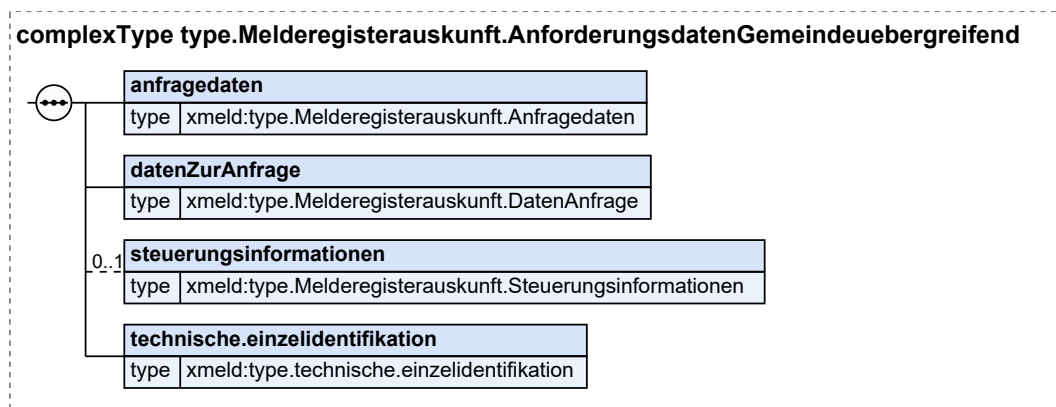 complexType type.Melderegisterauskunft.AnforderungsdatenGemeindeuebergreifend
anfragedaten
type xmeld:type.Melderegisterauskunft.Anfragedaten
datenZurAnfrage
type xmeld:type.Melderegisterauskunft.DatenAnfrage
0..1
steuerungsinformationen
type xmeld:type.Melderegisterauskunft.Steuerungsinformationen
technische.einzelidentifikation
type xmeld:type.technische.einzelidentifikation